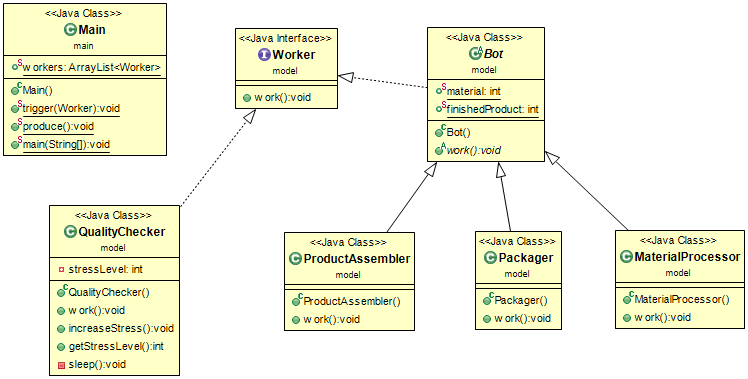 <<Java Class>>
Main
main
workers: ArrayList<Worker>
Main()
trigger(Worker):void
produce():void
main(String[]):void
<<Java Interface>>
Worker
model
work():void
<<Java Class>>
Bot
model
material: int
finishedProduct: int
Bot()
work():void
<<Java Class>>
QualityChecker
model
stressLevel: int
QualityChecker()
work():void
increaseStress():void
getStressLevel():int
sleep():void
<<Java Class>>
ProductAssembler
model
ProductAssembler()
work():void
<<Java Class>>
Packager
model
Packager()
work():void
<<Java Class>>
MaterialProcessor
model
MaterialProcessor()
work():void